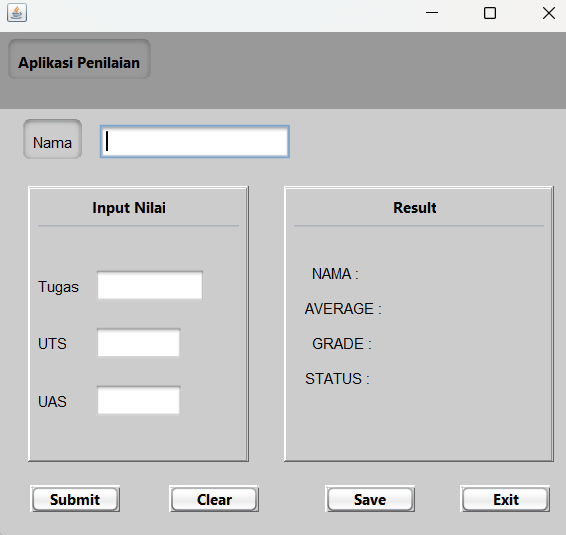 Aplikasi Penilaian
Nama
Input Nilai
Tugas
UTS
UAS
Result
NAMA :
AVERAGE :
GRADE :
STATUS :
Submit
Clear
Save
Exit